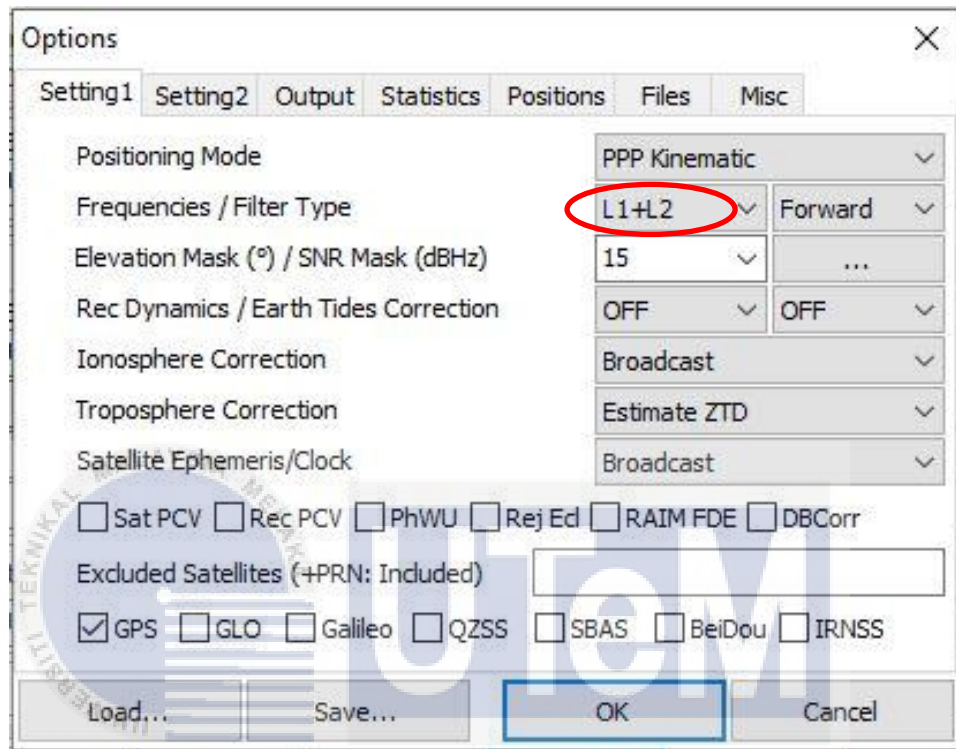 Options
Setting1 Setting2 Output Statistics Positions Files Misc
Positioning Mode PPP Kinematic
Frequencies / Filter Type L1+L2 Forward
Elevation Mask (°) / SNR Mask (dBHz) 15 ...
Rec Dynamics / Earth Tides Correction OFF OFF
Ionosphere Correction Broadcast
Troposphere Correction Estimate ZTD
Satellite Ephemeris/Clock Broadcast
Sat PCV Rec PCV PhWU Rej Ecl RAIM FDE DBCorr
Excluded Satellites (+PRN: Included)
GPS GLO Galileo QZSS SBAS BeiDou IRNSS
Load... Save... OK Cancel
UTeM
TEKNIKAL